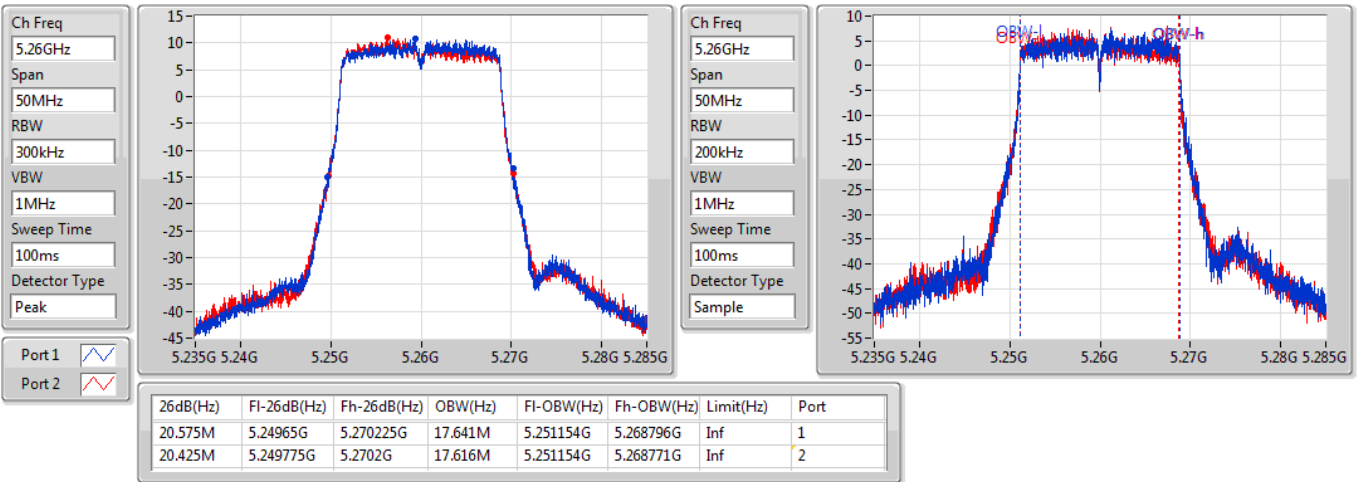 Ch Freq
5.26GHz
Span
50MHz
RBW
300kHz
VBW
1MHz
Sweep Time
100ms
Detector Type
Peak
Port 1
Port 2
15
10
5
0
-5
-10
-15
-20
-25
-30
-35
-40
-45
5.235G 5.24G 5.25G 5.26G 5.27G 5.28G 5.285G
Ch Freq
5.26GHz
Span
50MHz
RBW
200kHz
VBW
1MHz
Sweep Time
100ms
Detector Type
Sample
10
5
0
-5
-10
-15
-20
-25
-30
-35
-40
-45
-50
-55
OBW-l OBW-h
OBW-l
5.235G 5.24G 5.25G 5.26G 5.27G 5.28G 5.285G
26dB(Hz) Fl-26dB(Hz) Fh-26dB(Hz) OBW(Hz) Fl-OBW(Hz) Fh-OBW(Hz) Limit(Hz) Port
20.575M 5.24965G 5.270225G 17.641M 5.251154G 5.268796G Inf 1
20.425M 5.249775G 5.2702G 17.616M 5.251154G 5.268771G Inf 2